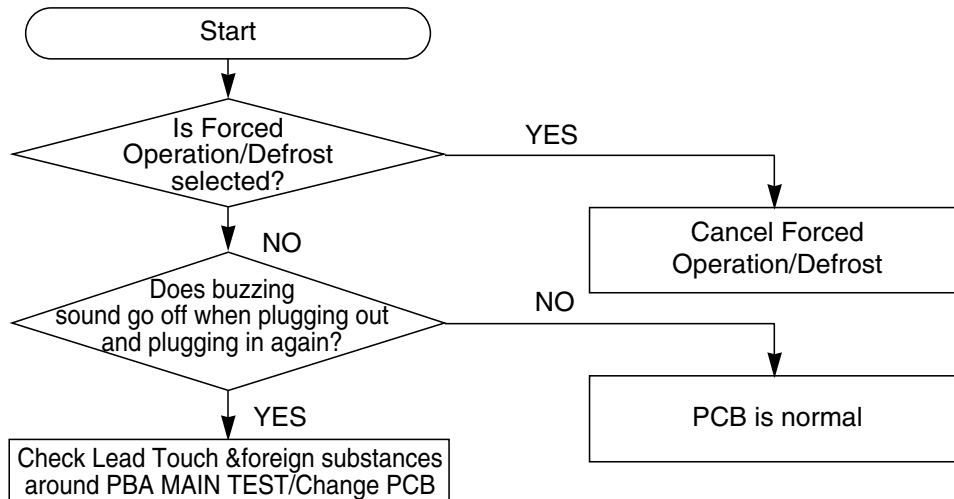 Start
Is Forced
Operation/Defrost
selected?
YES
Cancel Forced
Operation/Defrost
NO
Does buzzing
sound go off when plugging out
and plugging in again?
NO
PCB is normal
YES
Check Lead Touch &foreign substances
around PBA MAIN TEST/Change PCB